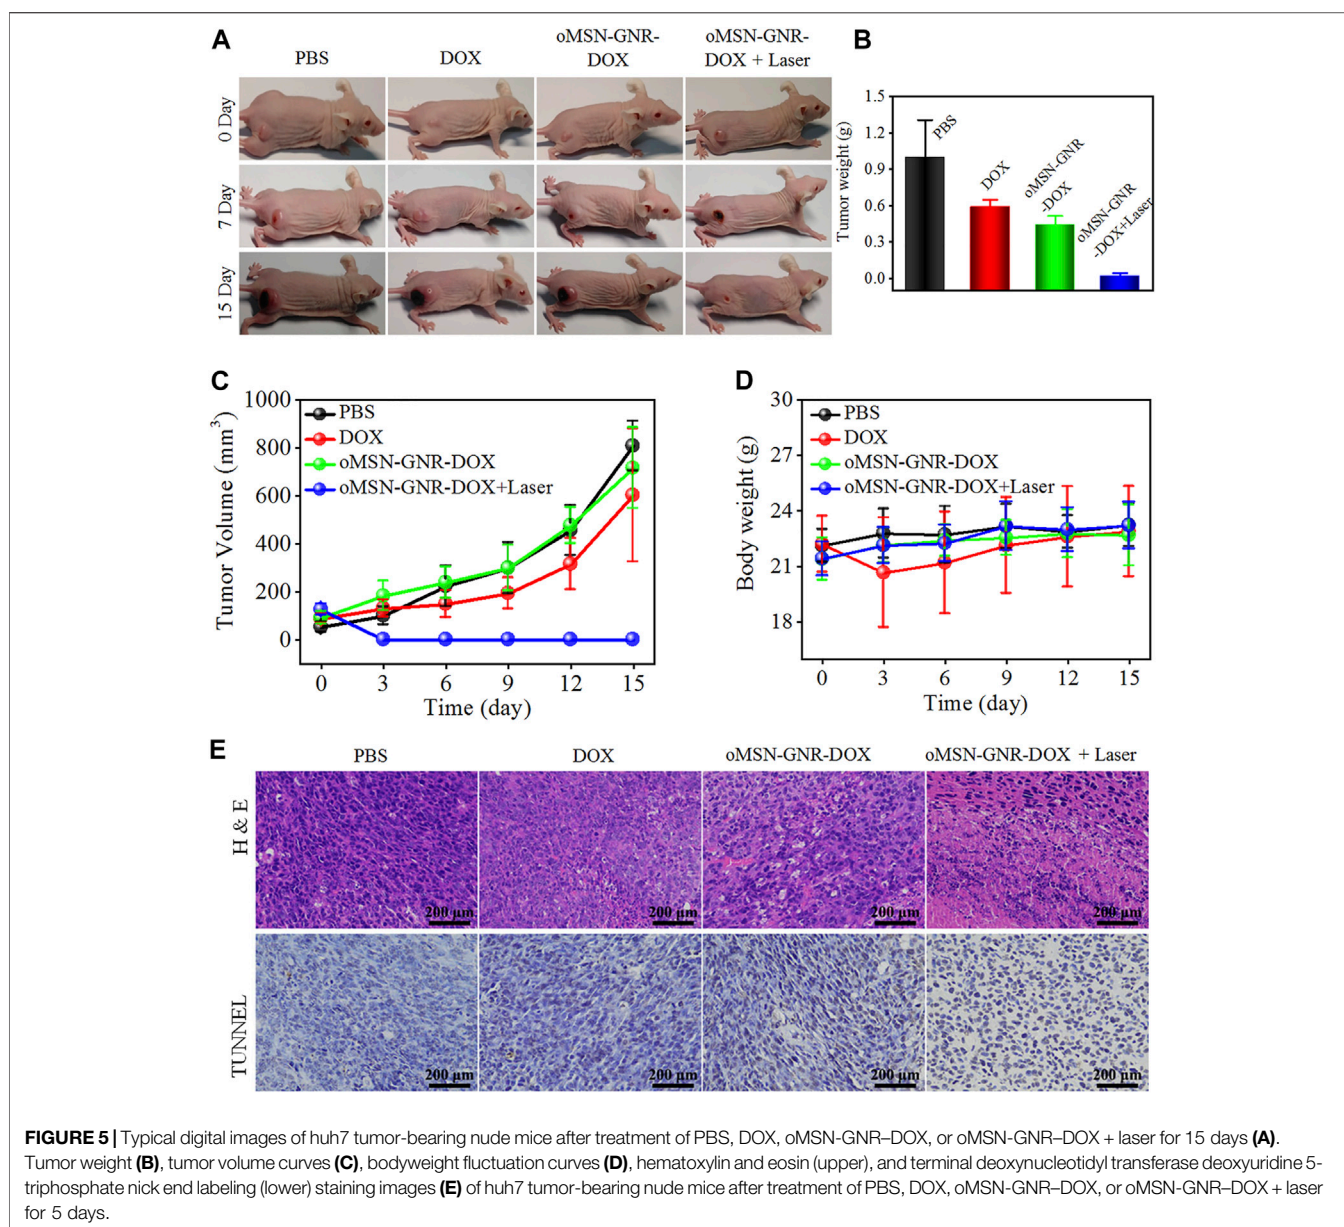 A
PBS
DOX
oMSN-GNR-
DOX
oMSN-GNR-
DOX + Laser
0 Day
7 Day
15 Day
B
Tumor weight (g)
1.5
1.2
0.9
0.6
0.3
0.0
PBS
DOX
oMSN-GNR
-DOX
oMSN-GNR
-DOX+Laser
C
Tumor Volume (mm³)
1000
800
600
400
200
0
PBS
DOX
oMSN-GNR-DOX
oMSN-GNR-DOX+Laser
0 3 6 9 12 15
Time (day)
D
Body weight (g)
30
27
24
21
18
PBS
DOX
oMSN-GNR-DOX
oMSN-GNR-DOX+Laser
0 3 6 9 12 15
Time (day)
E
PBS DOX oMSN-GNR-DOX oMSN-GNR-DOX + Laser
H & E
200 μm 200 μm 200 μm 200 μm
TUNNEL
200 μm 200 μm 200 μm 200 μm
FIGURE 5 | Typical digital images of huh7 tumor-bearing nude mice after treatment of PBS, DOX, oMSN-GNR–DOX, or oMSN-GNR–DOX + laser for 15 days (A).
Tumor weight (B), tumor volume curves (C), bodyweight fluctuation curves (D), hematoxylin and eosin (upper), and terminal deoxynucleotidyl transferase deoxyuridine 5-
triphosphate nick end labeling (lower) staining images (E) of huh7 tumor-bearing nude mice after treatment of PBS, DOX, oMSN-GNR–DOX, or oMSN-GNR–DOX + laser
for 5 days.